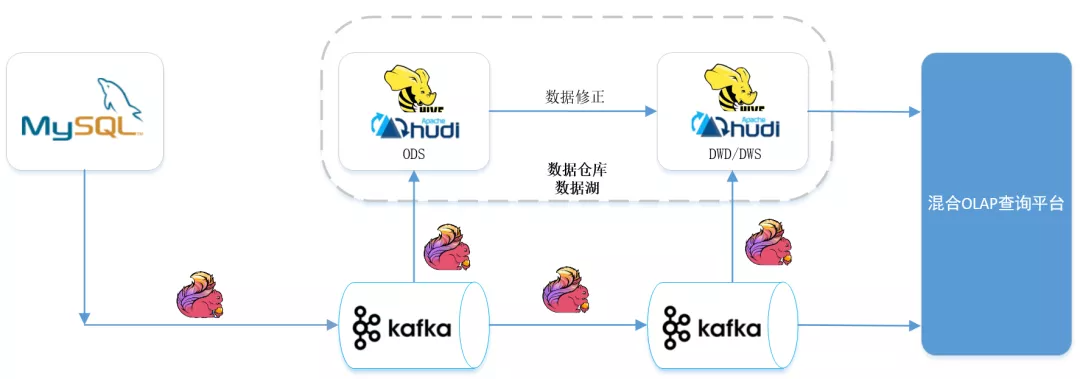 MySQL
HIVE
Apache
hudi
ODS
数据修正
HIVE
Apache
hudi
DWD/DWS
数据仓库
数据湖
混合OLAP查询平台
kafka
kafka